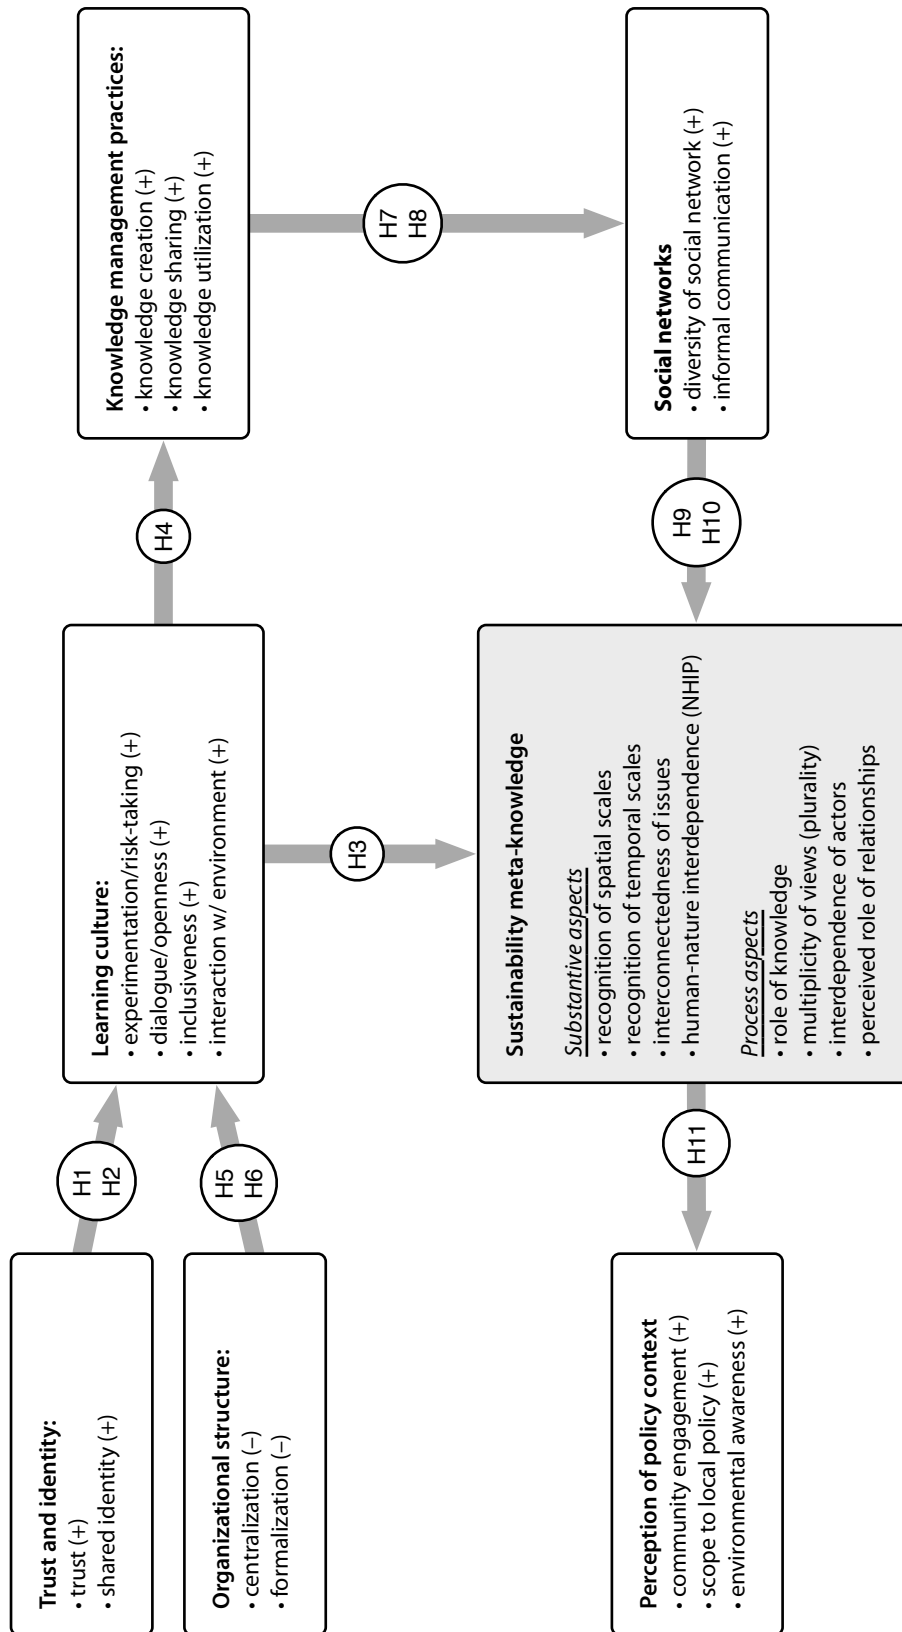 Trust and identity:
• trust (+)
• shared identity (+)
H1
H2
Organizational structure:
• centralization (–)
• formalization (–)
H5
H6
Learning culture:
• experimentation/risk-taking (+)
• dialogue/openness (+)
• inclusiveness (+)
• interaction w/ environment (+)
H4
Knowledge management practices:
• knowledge creation (+)
• knowledge sharing (+)
• knowledge utilization (+)
H3
H7
H8
Perception of policy context
• community engagement (+)
• scope to local policy (+)
• environmental awareness (+)
H11
Sustainability meta-knowledge
Substantive aspects
• recognition of spatial scales
• recognition of temporal scales
• interconnectedness of issues
• human-nature interdependence (NHIP)
Process aspects
• role of knowledge
• multiplicity of views (plurality)
• interdependence of actors
• perceived role of relationships
H9
H10
Social networks
• diversity of social network (+)
• informal communication (+)